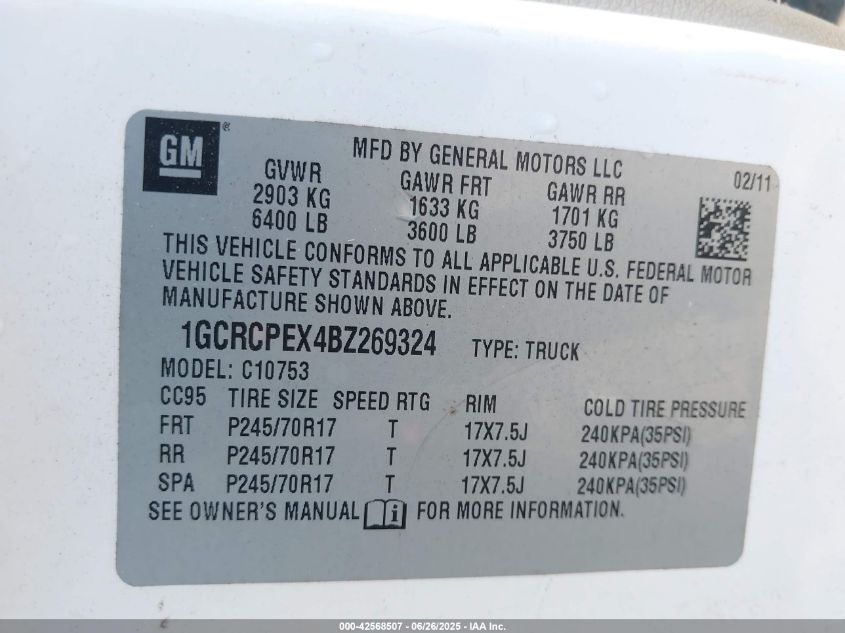 GM ®
MFD BY GENERAL MOTORS LLC
02/11
GVWR GAWR FRT GAWR RR
2903 KG 1633 KG 1701 KG
6400 LB 3600 LB 3750 LB
THIS VEHICLE CONFORMS TO ALL APPLICABLE U.S. FEDERAL MOTOR
VEHICLE SAFETY STANDARDS IN EFFECT ON THE DATE OF
MANUFACTURE SHOWN ABOVE.
1GCRCPEX4BZ269324 TYPE: TRUCK
MODEL: C10753
CC95 TIRE SIZE SPEED RTG RIM COLD TIRE PRESSURE
FRT P245/70R17 T 17X7.5J 240KPA(35PSI)
RR P245/70R17 T 17X7.5J 240KPA(35PSI)
SPA P245/70R17 T 17X7.5J 240KPA(35PSI)
SEE OWNER'S MANUAL i FOR MORE INFORMATION.
000-42568507 - 06/26/2025 - IAA Inc.